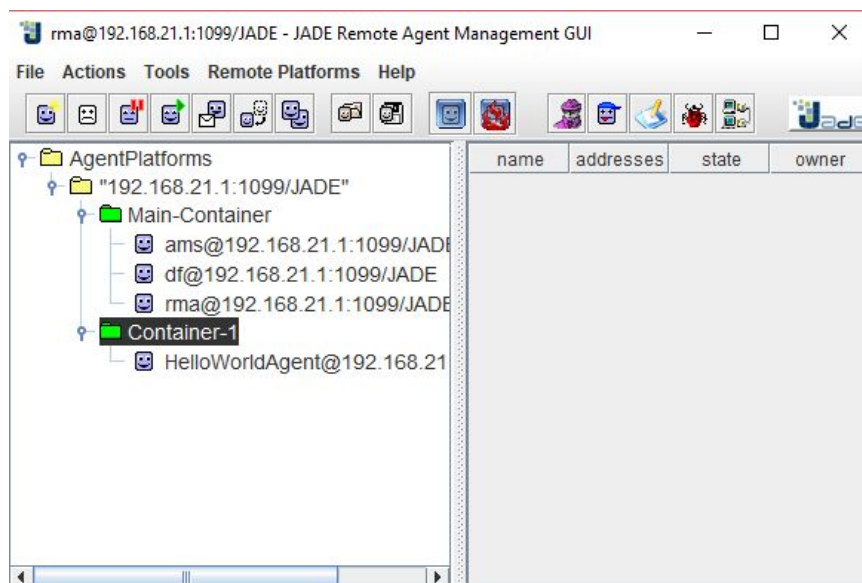 rma@192.168.21.1:1099/JADE - JADE Remote Agent Management GUI
File Actions Tools Remote Platforms Help
Jade
name addresses state owner
AgentPlatforms
"192.168.21.1:1099/JADE"
Main-Container
ams@192.168.21.1:1099/JADE
df@192.168.21.1:1099/JADE
rma@192.168.21.1:1099/JADE
Container-1
HelloWorldAgent@192.168.21